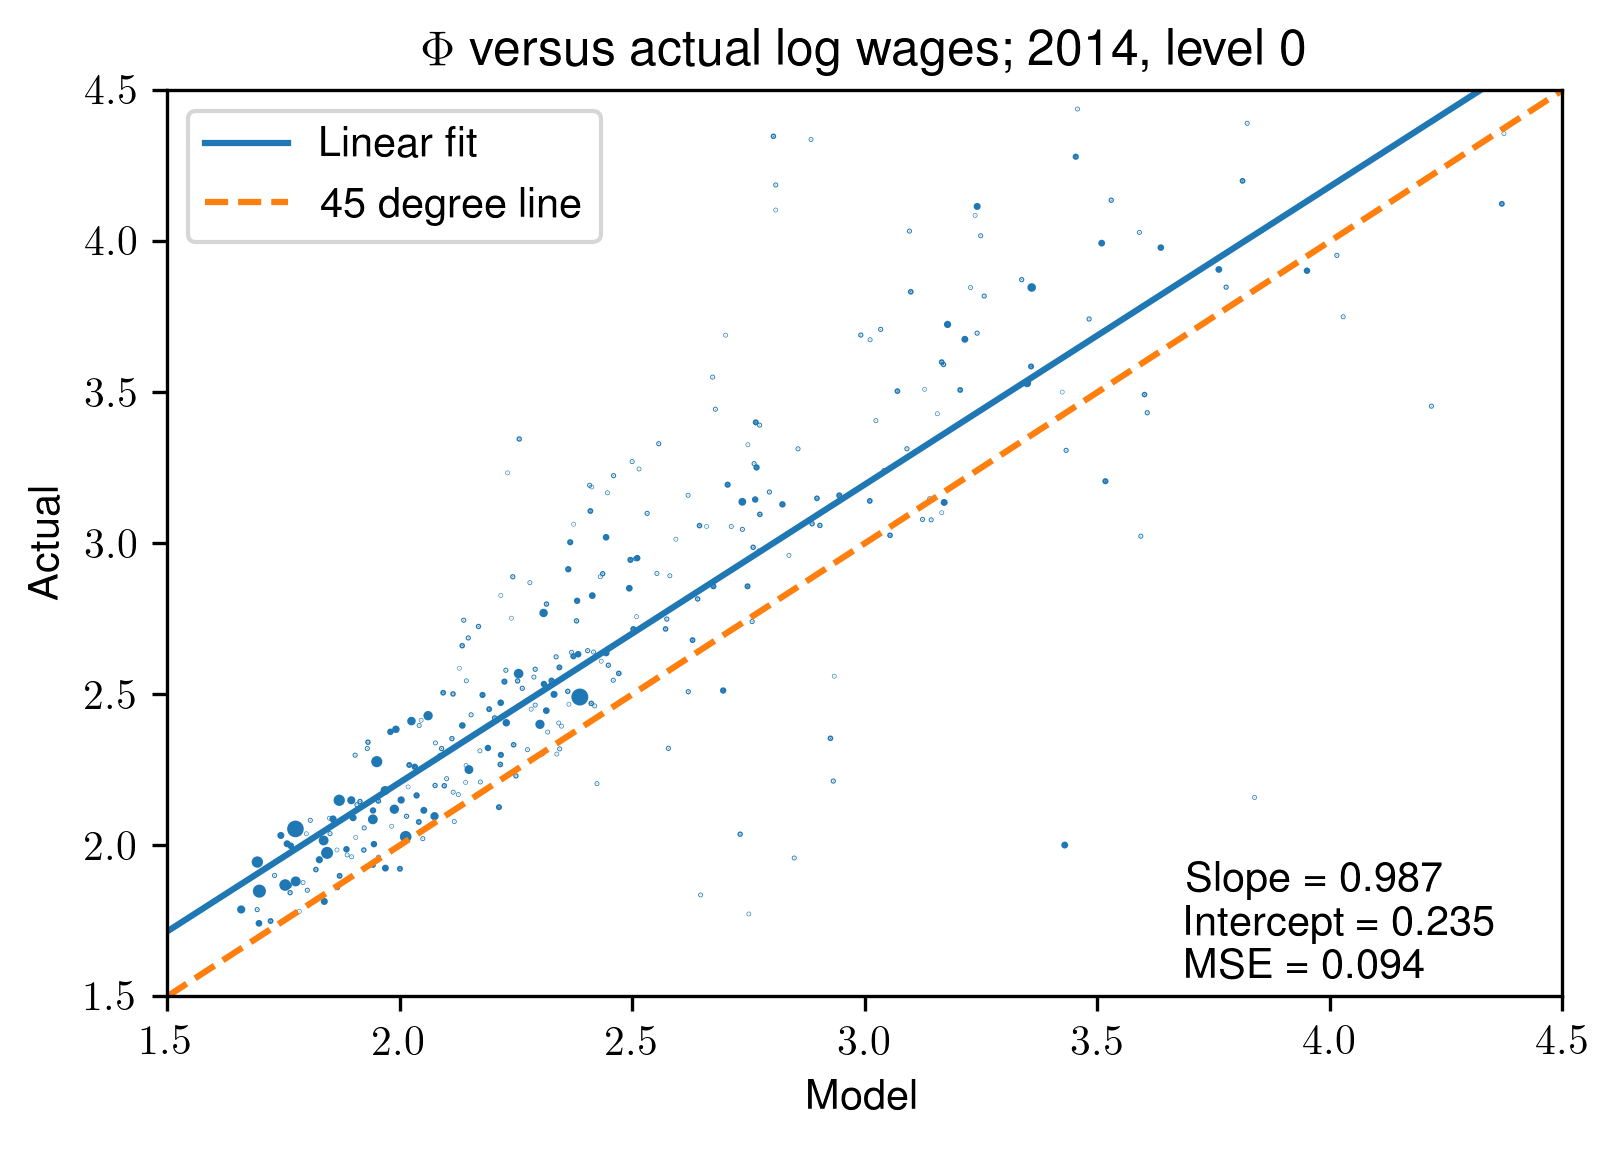 Φ versus actual log wages; 2014, level 0
4.5
4.0
3.5
3.0
2.5
2.0
1.5
Actual
Linear fit
45 degree line
Slope = 0.987
Intercept = 0.235
MSE = 0.094
1.5 2.0 2.5 3.0 3.5 4.0 4.5
Model